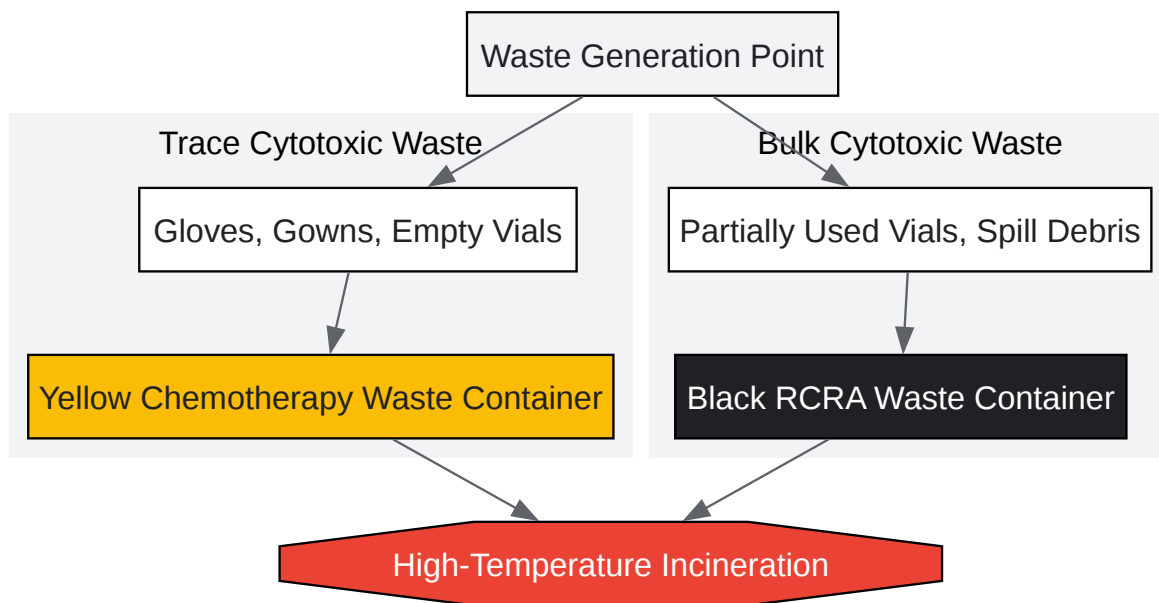 Waste Generation Point
Trace Cytotoxic Waste
Bulk Cytotoxic Waste
Gloves, Gowns, Empty Vials
Partially Used Vials, Spill Debris
Yellow Chemotherapy Waste Container
Black RCRA Waste Container
High-Temperature Incineration